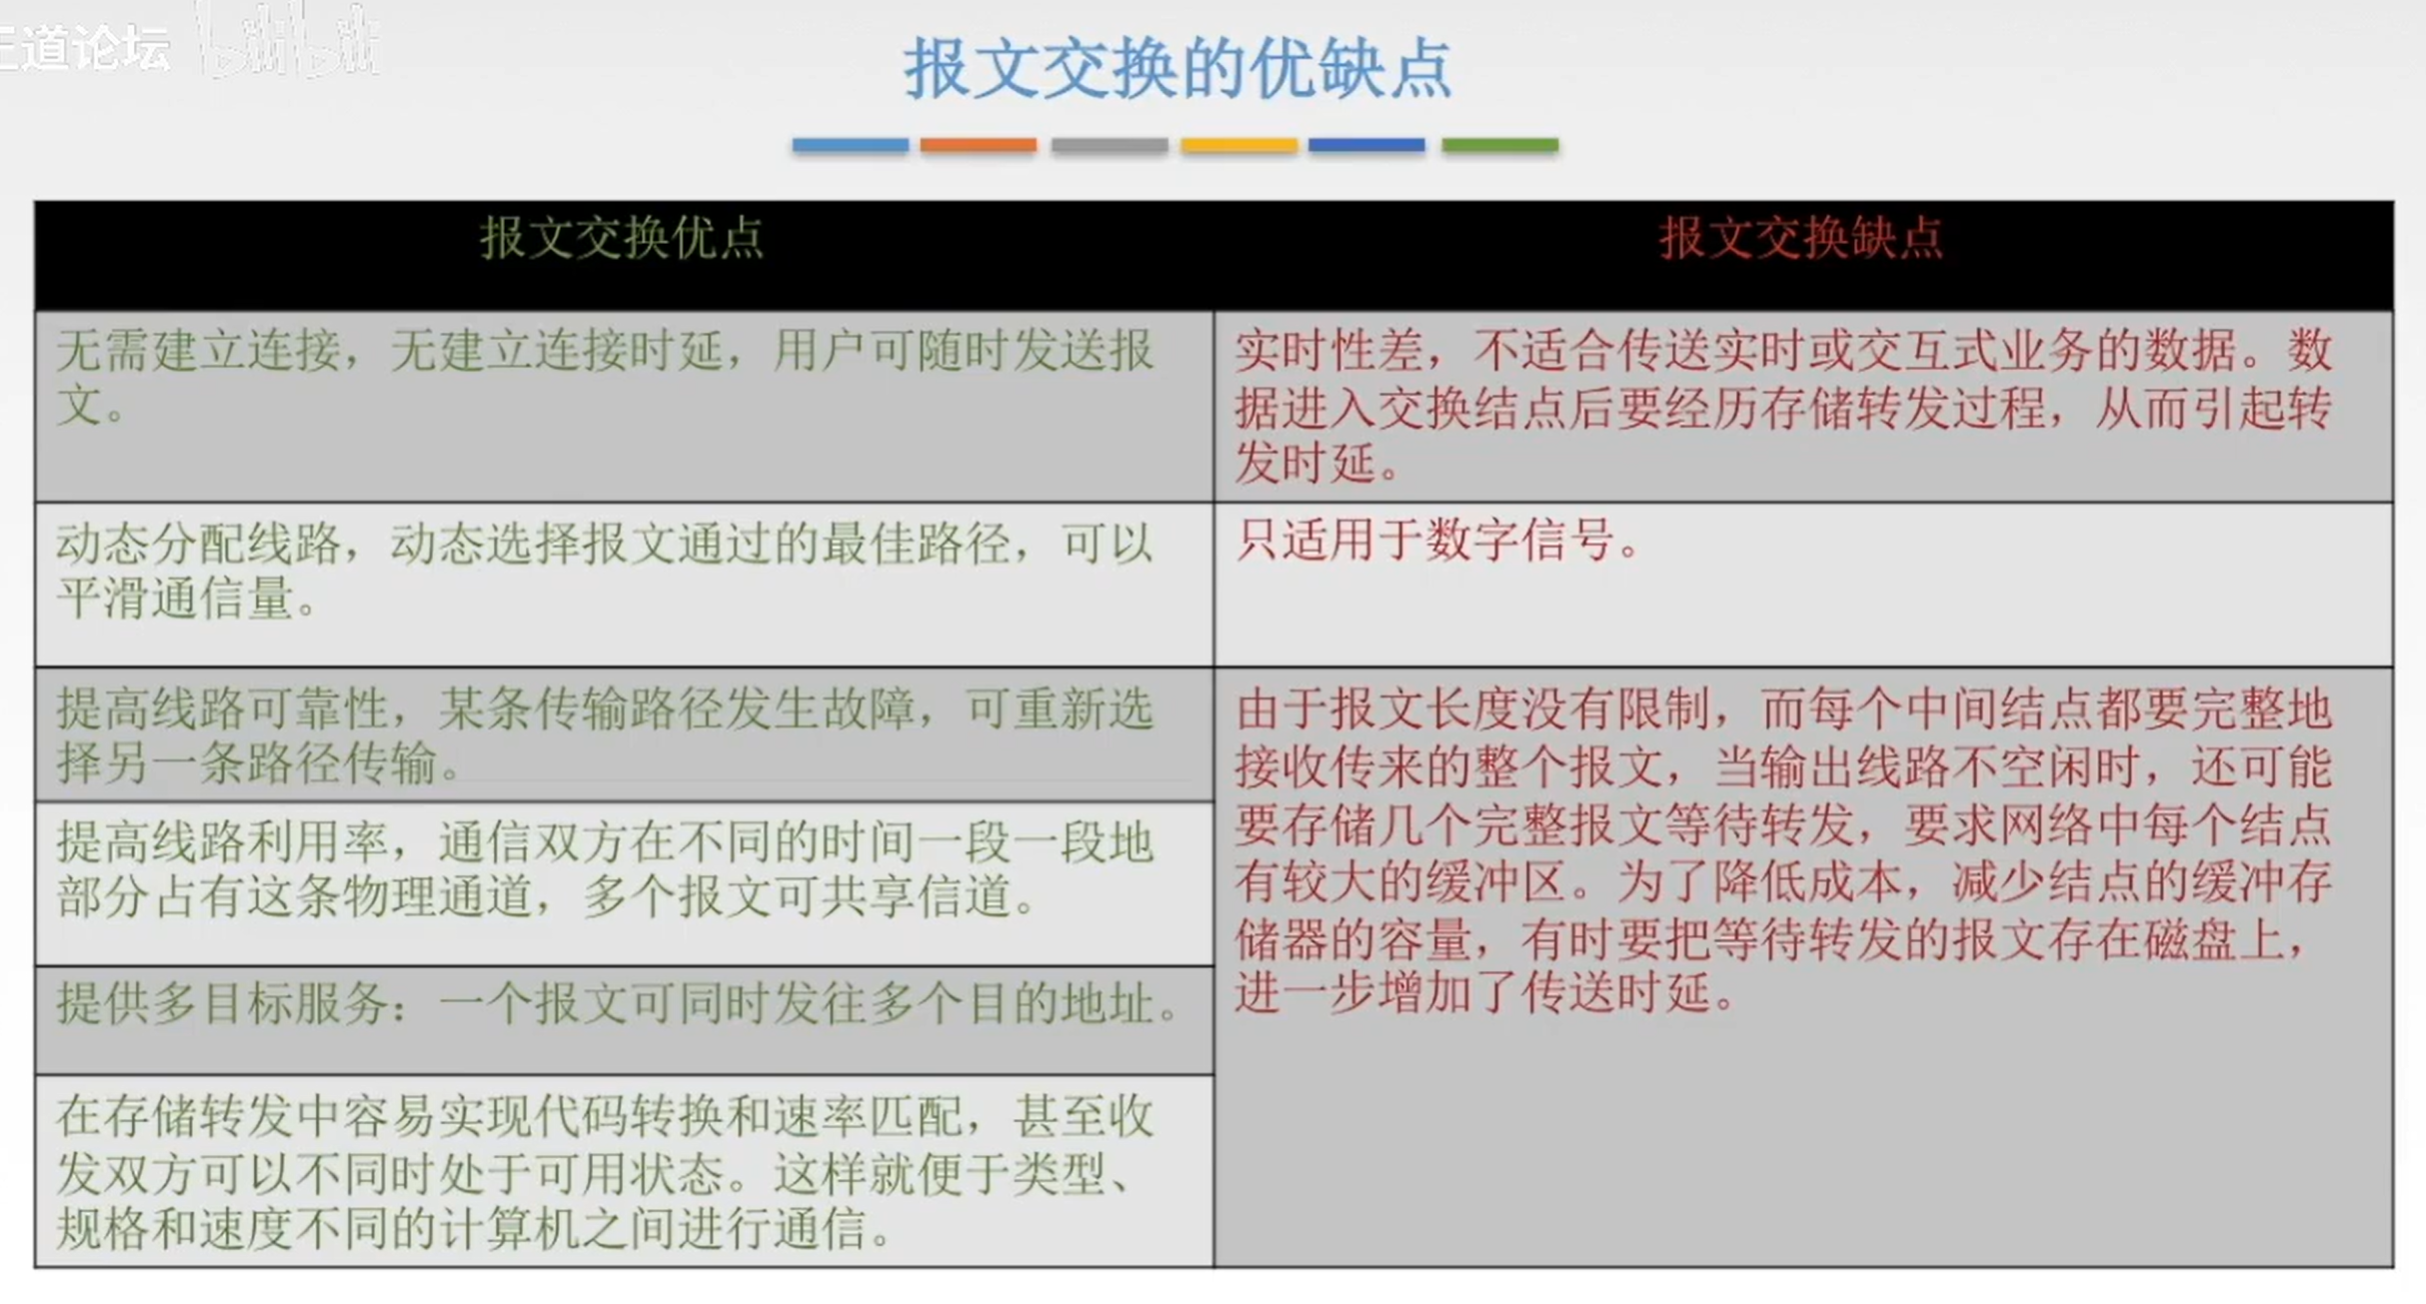 王道论坛 bilibili
报文交换的优缺点
报文交换优点
报文交换缺点
无需建立连接，无建立连接时延，用户可随时发送报
文。
实时性差，不适合传送实时或交互式业务的数据。数
据进入交换结点后要经历存储转发过程，从而引起转
发时延。
动态分配线路，动态选择报文通过的最佳路径，可以
平滑通信量。
只适用于数字信号。
提高线路可靠性，某条传输路径发生故障，可重新选
择另一条路径传输。
由于报文长度没有限制，而每个中间结点都要完整地
接收传来的整个报文，当输出线路不空闲时，还可能
要存储几个完整报文等待转发，要求网络中每个结点
有较大的缓冲区。为了降低成本，减少结点的缓冲存
储器的容量，有时要把等待转发的报文存在磁盘上，
进一步增加了传送时延。
提高线路利用率，通信双方在不同的时间一段一段地
部分占有这条物理通道，多个报文可共享信道。
提供多目标服务：一个报文可同时发往多个目的地址。
在存储转发中容易实现代码转换和速率匹配，甚至收
发双方可以不同时处于可用状态。这样就便于类型、
规格和速度不同的计算机之间进行通信。